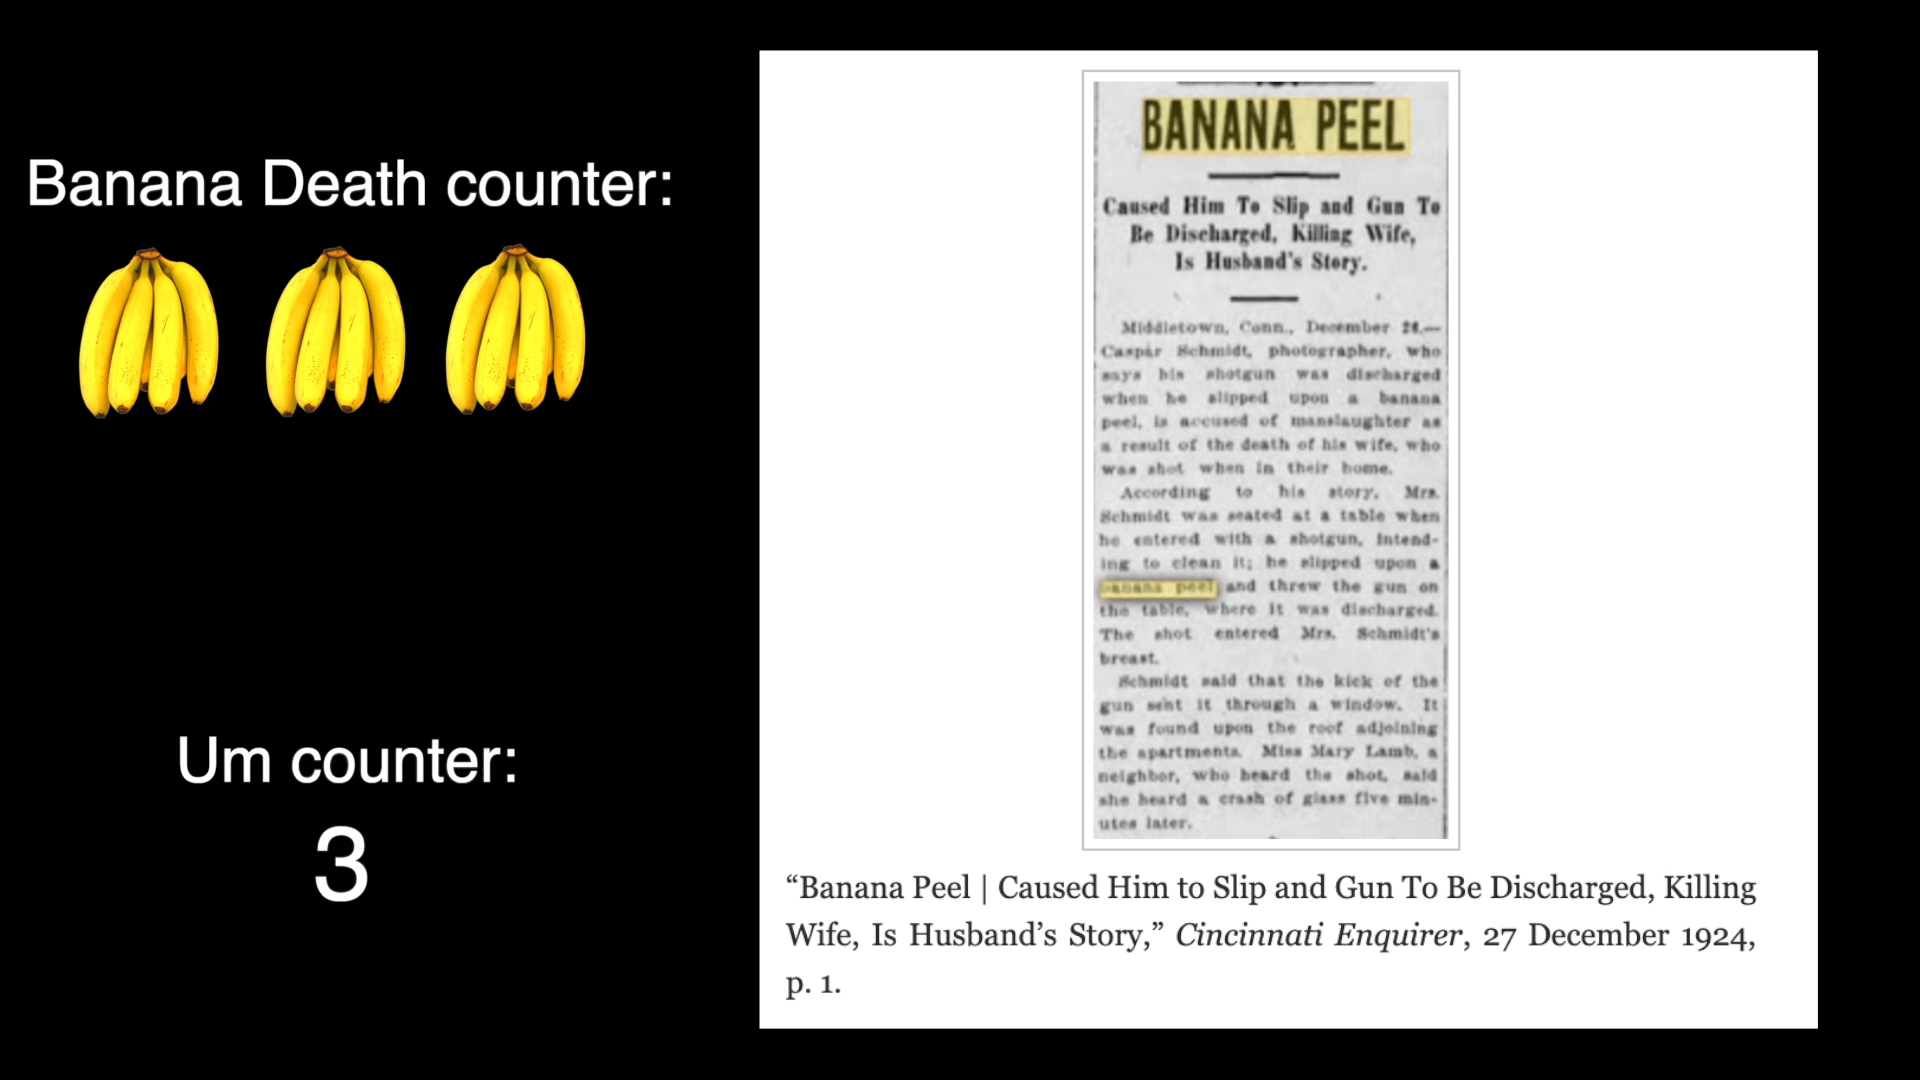 Banana Death counter:
Um counter:
3
BANANA PEEL
Caused Him To Slip and Gun To
Be Discharged, Killing Wife,
Is Husband's Story.
Middletown, Conn., December 26.—
Caspar Schmidt, photographer, who
says his shotgun was discharged
when he slipped upon a banana
peel, is accused of manslaughter as
a result of the death of his wife, who
was shot when in their home.
According to his story, Mrs.
Schmidt was seated at a table when
he entered with a shotgun, intend-
ing to clean it; he slipped upon a
banana peel and threw the gun on
the table, where it was discharged.
The shot entered Mrs. Schmidt's
breast.
Schmidt said that the kick of the
gun sent it through a window. It
was found upon the roof adjoining
the apartments. Miss Mary Lamb, a
neighbor, who heard the shot, said
she heard a crash of glass five min-
utes later.
“Banana Peel | Caused Him to Slip and Gun To Be Discharged, Killing
Wife, Is Husband’s Story,” Cincinnati Enquirer, 27 December 1924,
p. 1.